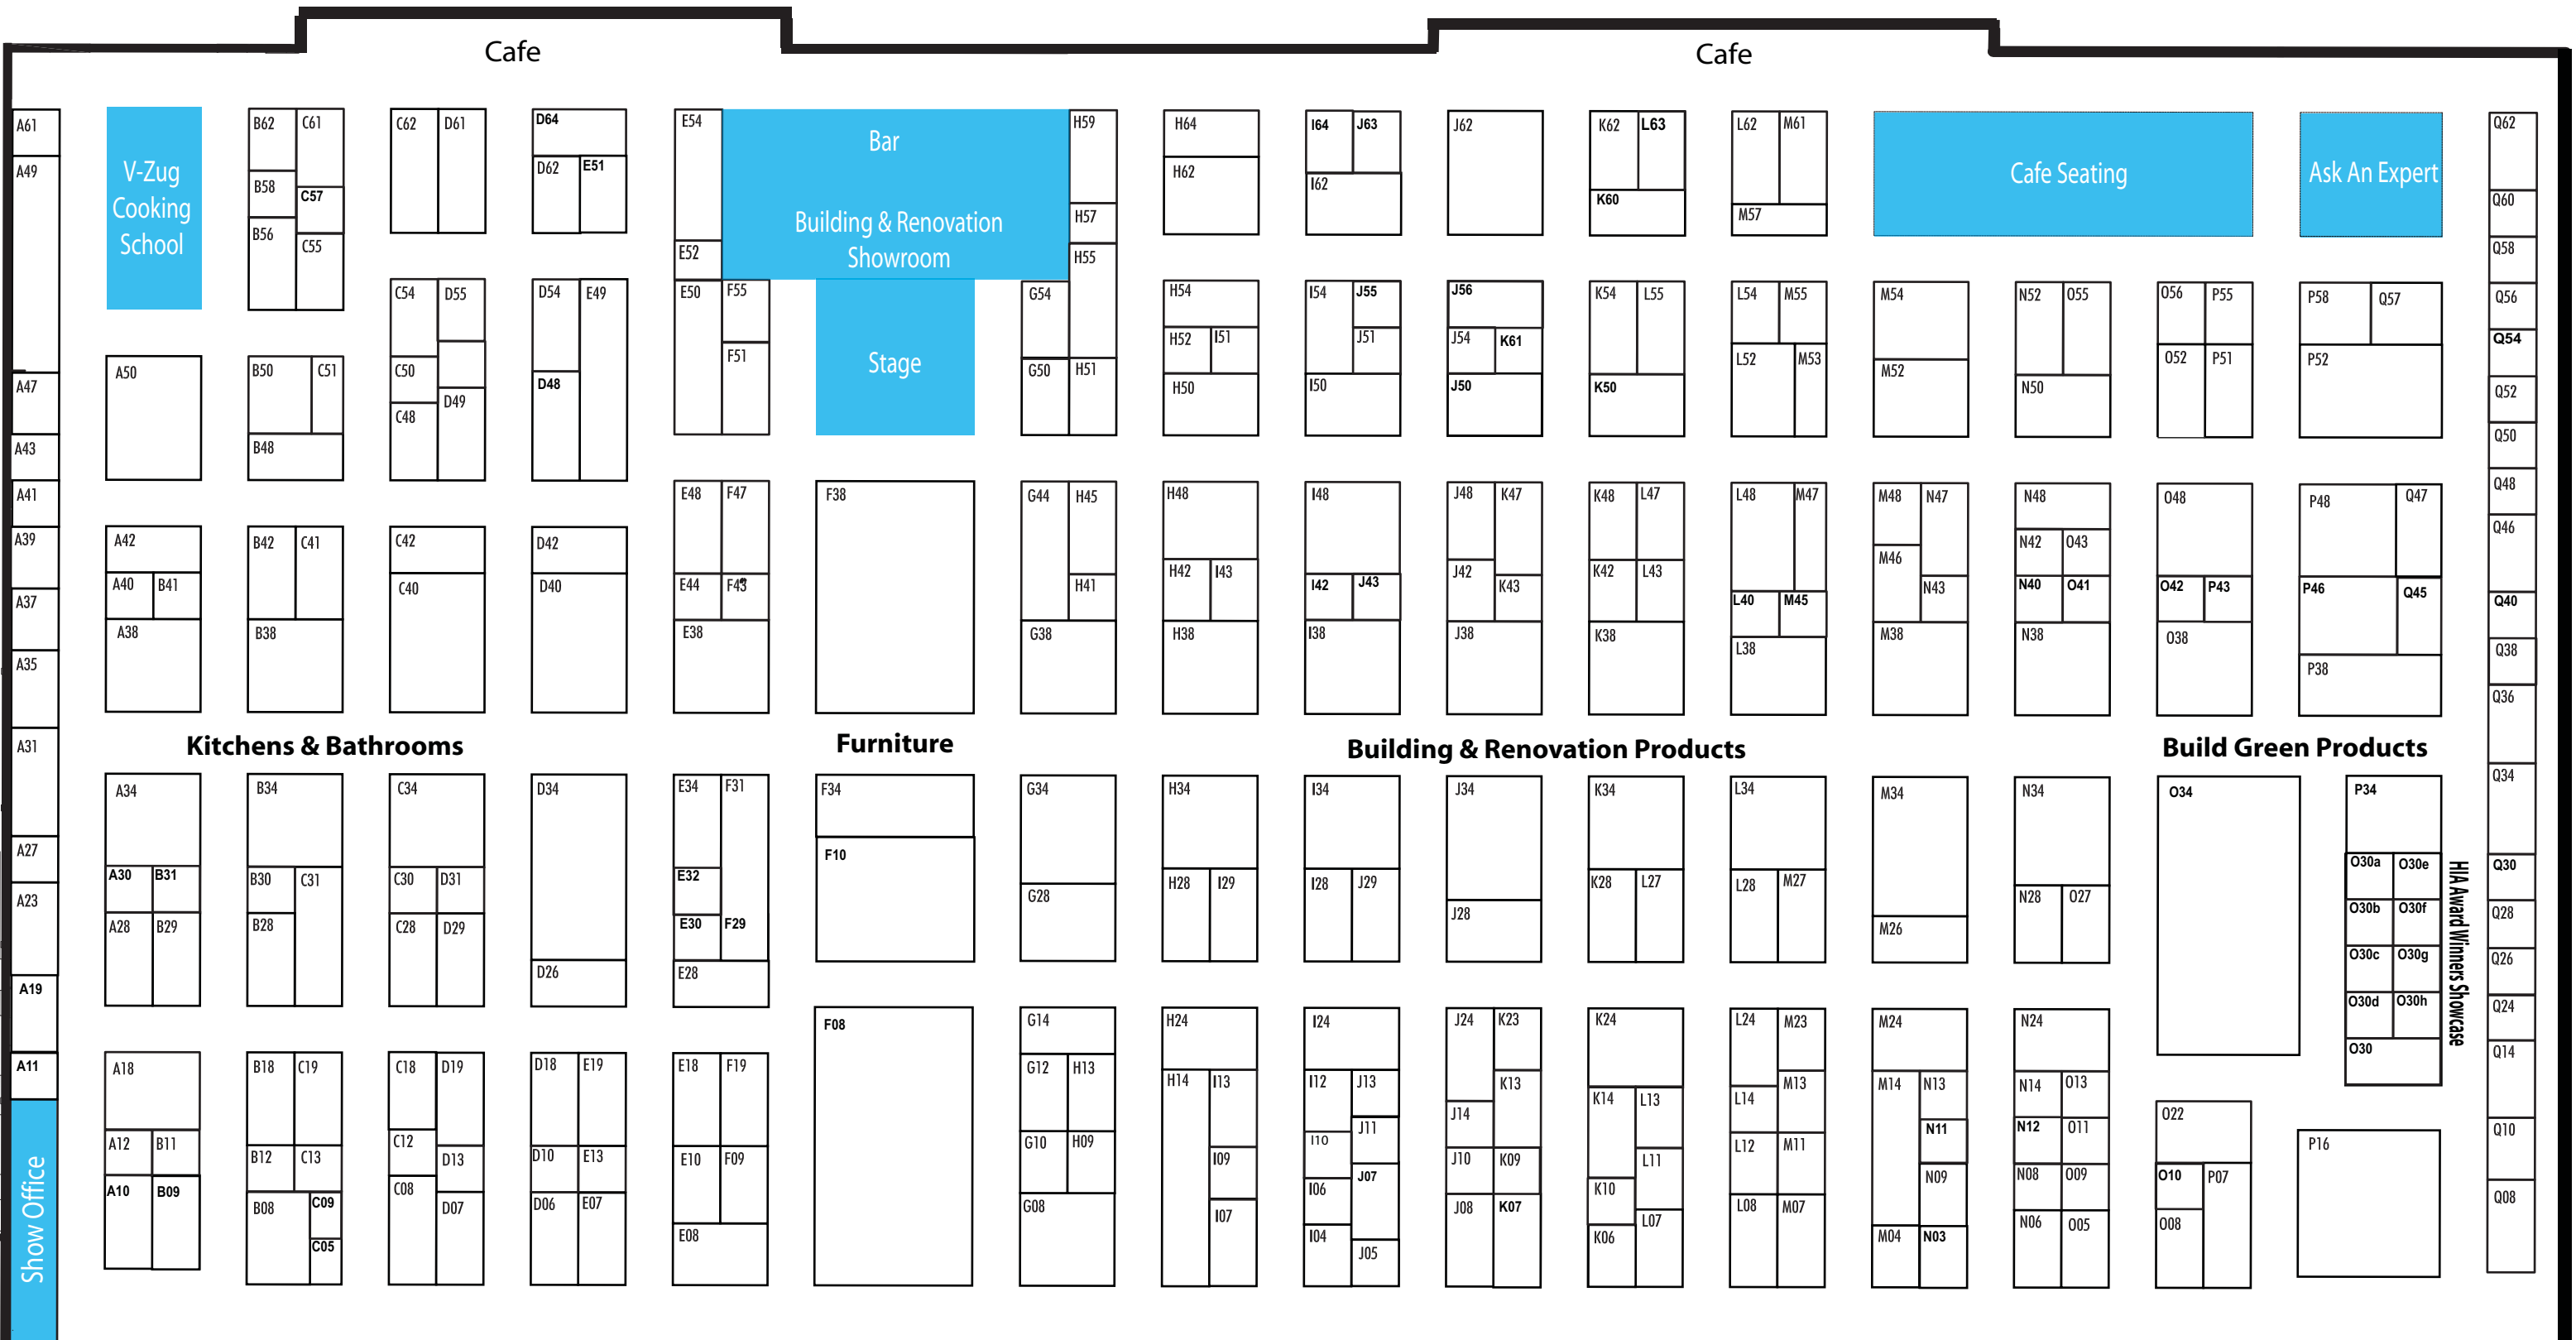 Cafe
Cafe
A61
A49
A47
A43
A41
A39
A37
A35
A31
A27
A23
A19
A11
Show Office
V-Zug
Cooking
School
B62
C61
B58
C57
B56
C55
C62
D61
D64
D62
E51
E54
E52
Bar
Building & Renovation
Showroom
H59
H57
H55
H64
H62
I64
J63
I62
J62
K62
L63
K60
L62
M61
M57
Cafe Seating
Ask An Expert
A50
B50
C51
B48
C54
D55
C50
D49
C48
D54
E49
D48
E50
F55
F51
Stage
G54
G50
H51
H54
H52
I51
H50
I54
J55
J51
I50
J56
J54
K61
J50
K54
L55
K50
L54
M55
L52
M53
M54
M52
N52
O55
N50
O56
P55
O52
P51
P58
Q57
P52
A42
A40
B41
A38
B42
C41
B38
C42
C40
D42
D40
E48
F47
E44
F43
E38
F38
G44
H45
H41
G38
H48
H42
I43
H38
I48
I42
J43
I38
J48
K47
J42
K43
J38
K48
L47
K42
L43
K38
L48
M47
L40
M45
L38
M48
N47
M46
N43
M38
N48
N42
O43
N40
O41
N38
O48
O42
P43
O38
P48
Q47
P46
Q45
P38
Kitchens & Bathrooms
Furniture
Building & Renovation Products
Build Green Products
A34
A30
B31
A28
B29
B34
B30
C31
B28
C34
C30
D31
C28
D29
D34
D26
E34
F31
E32
E30
F29
E28
F34
F10
G34
G28
H34
H28
I29
I34
I28
J29
J34
J28
K34
K28
L27
L34
L28
M27
M34
M26
N34
N28
O27
O34
P34
O30a
O30e
O30b
O30f
O30c
O30g
O30d
O30h
O30
HIA Award Winners Showcase
A18
A12
B11
A10
B09
B18
C19
B12
C13
B08
C09
C05
C18
D19
C12
D13
C08
D07
D18
E19
D10
E13
D06
E07
E18
F19
E10
F09
E08
F08
G14
G12
H13
G10
H09
G08
H24
H14
I13
I09
I07
I24
I12
J13
J11
I10
I06
J07
I04
J05
J24
K23
K13
J14
J10
K09
J08
K07
K24
K14
L13
L11
K10
L07
K06
L24
M23
M13
L14
L12
M11
L08
M07
M24
M14
N13
N11
N09
M04
N03
N24
N14
O13
N12
O11
N08
O09
N06
O05
O22
O10
P07
O08
P16
Q62
Q60
Q58
Q56
Q54
Q52
Q50
Q48
Q46
Q40
Q38
Q36
Q34
Q30
Q28
Q26
Q24
Q14
Q10
Q08